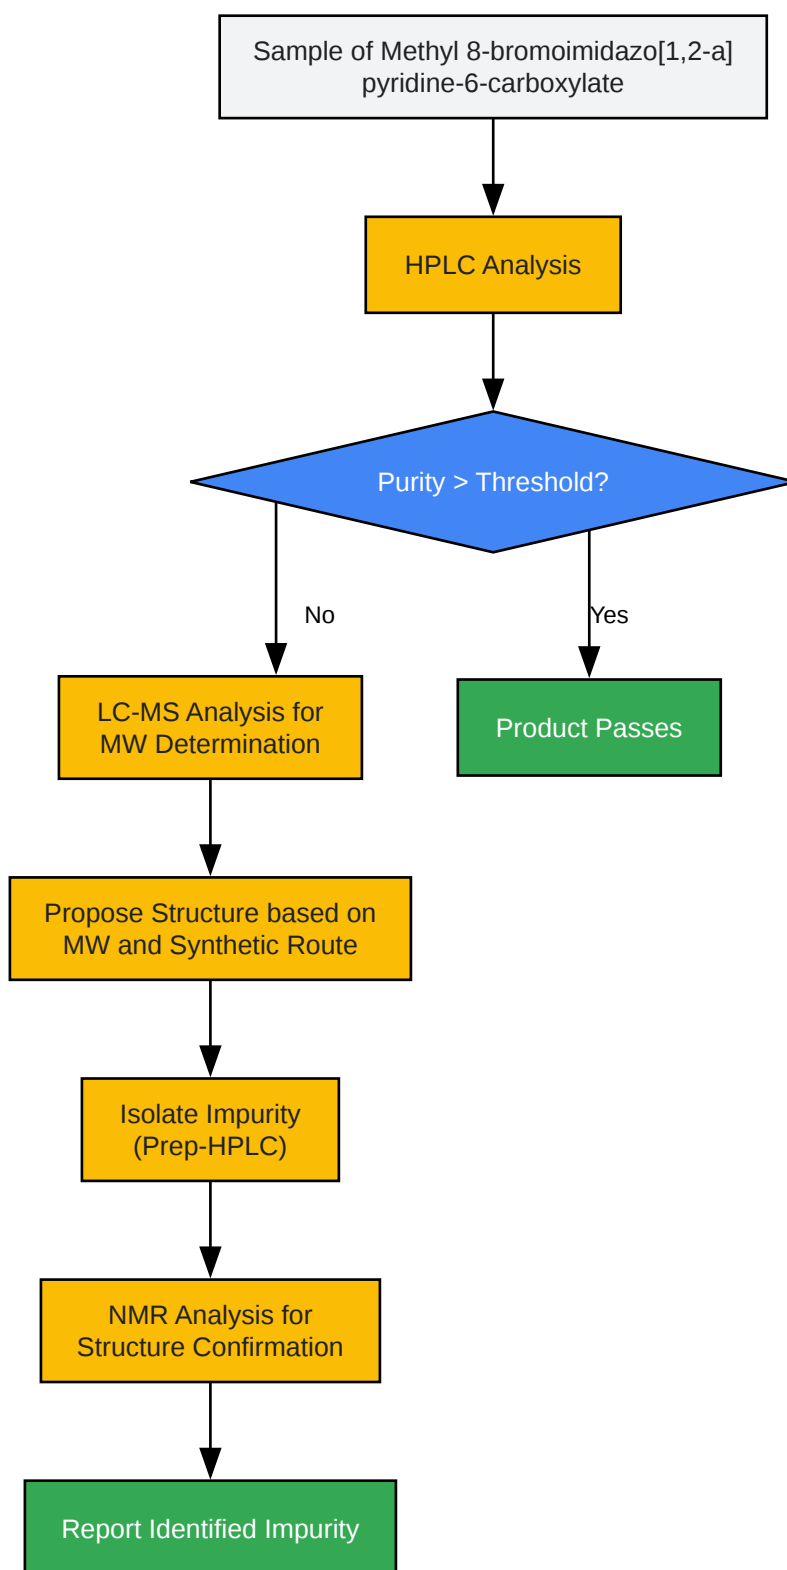 Sample of Methyl 8-bromoimidazo[1,2-a]
pyridine-6-carboxylate
HPLC Analysis
Purity > Threshold?
No
Yes
LC-MS Analysis for
MW Determination
Product Passes
Propose Structure based on
MW and Synthetic Route
Isolate Impurity
(Prep-HPLC)
NMR Analysis for
Structure Confirmation
Report Identified Impurity